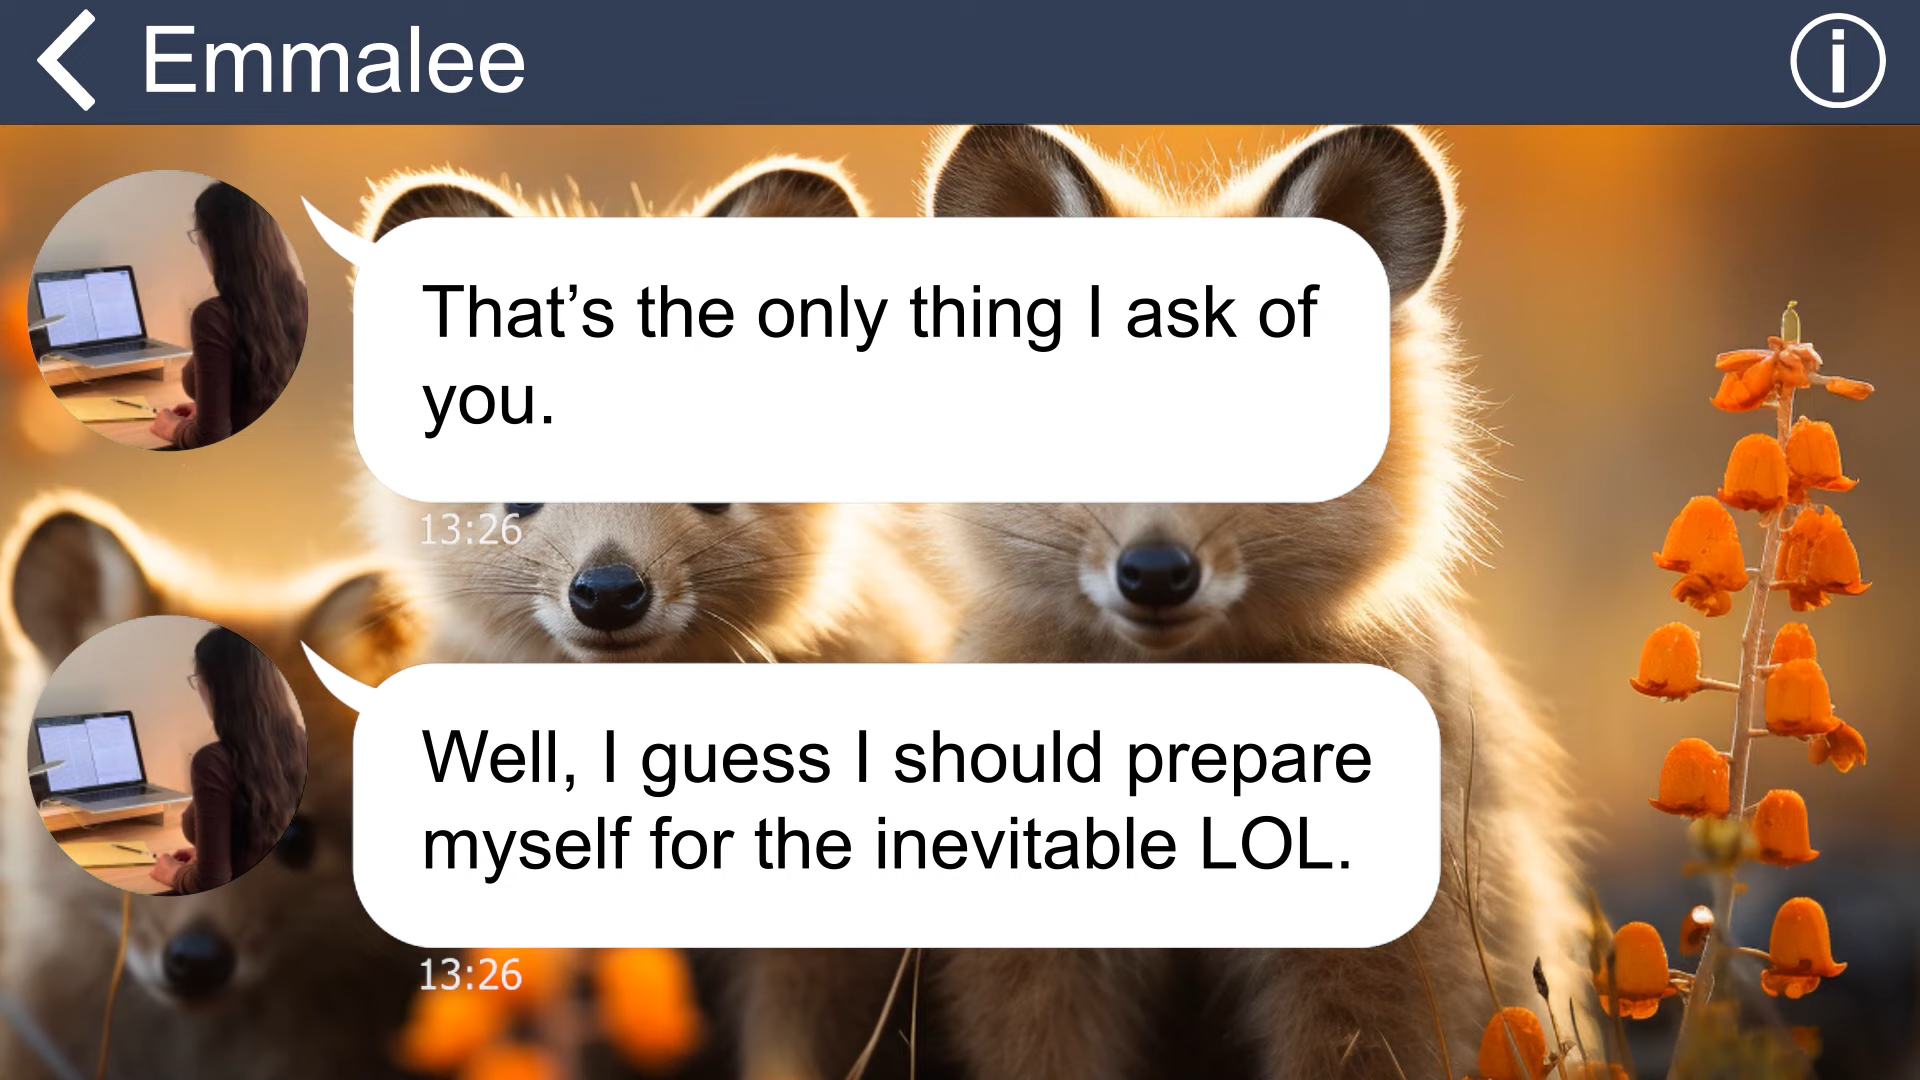 Emmalee
That’s the only thing I ask of
you.
13:26
Well, I guess I should prepare
myself for the inevitable LOL.
13:26